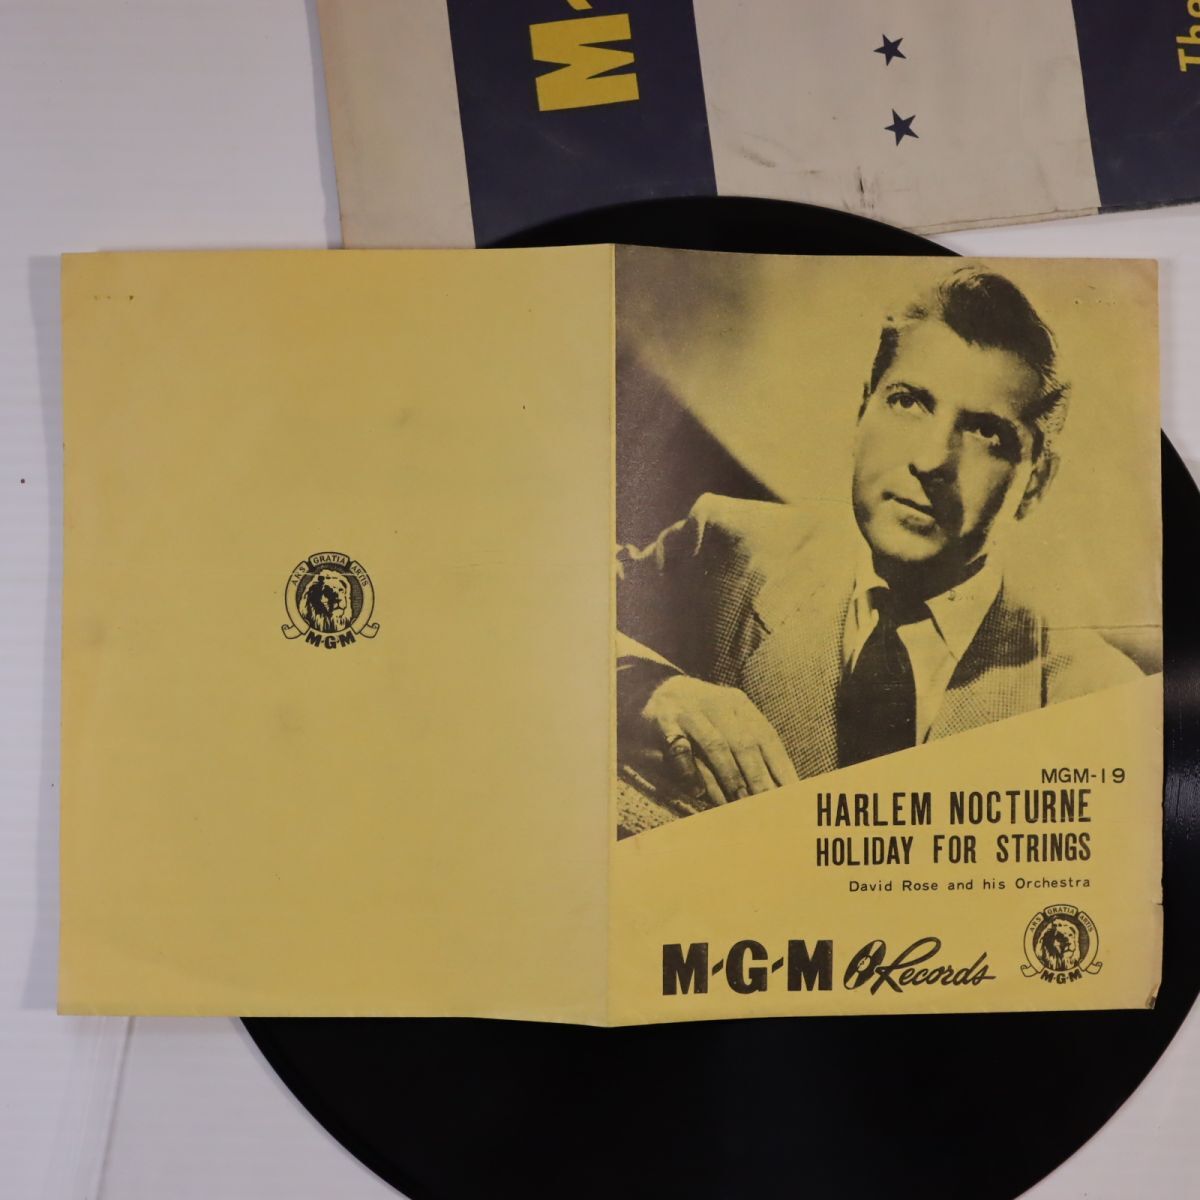 M-
The
ARS GRATIA ARTIS
M-G-M
MGM-19
HARLEM NOCTURNE
HOLIDAY FOR STRINGS
David Rose and his Orchestra
M-G-M Records
ARS GRATIA ARTIS
M-G-M